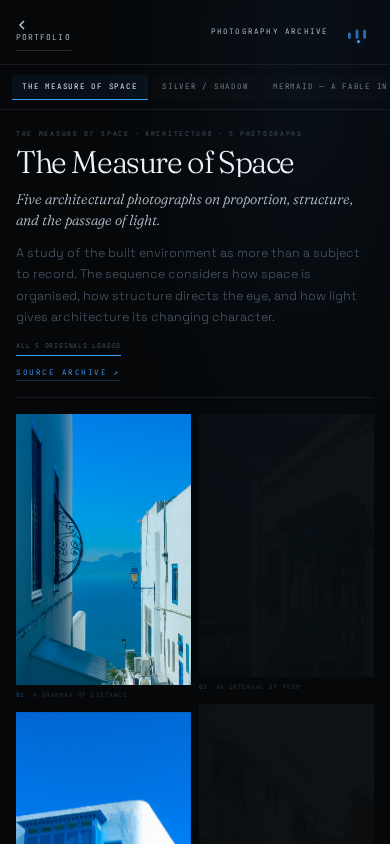 PORTFOLIO
PHOTOGRAPHY ARCHIVE
THE MEASURE OF SPACE
SILVER / SHADOW
MERMAID — A FABLE IN
THE MEASURE OF SPACE · ARCHITECTURE · 5 PHOTOGRAPHS
The Measure of Space
Five architectural photographs on proportion, structure,
and the passage of light.
A study of the built environment as more than a subject
to record. The sequence considers how space is
organised, how structure directs the eye, and how light
gives architecture its changing character.
ALL 5 ORIGINALS LOADED
SOURCE ARCHIVE ↗
01 A GRAMMAR OF DISTANCE
02 AN INTERVAL OF FORM